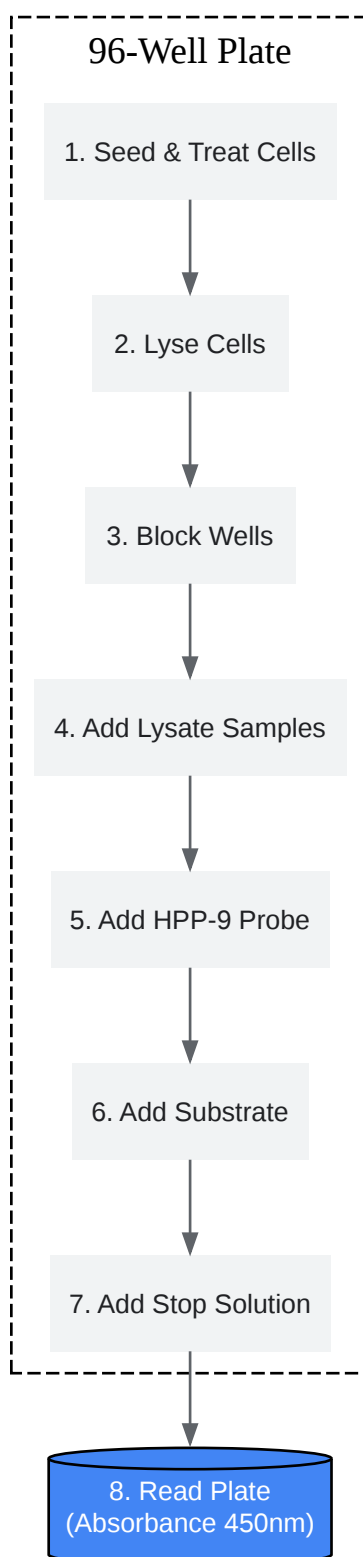 96-Well Plate
1. Seed & Treat Cells
2. Lyse Cells
3. Block Wells
4. Add Lysate Samples
5. Add HPP-9 Probe
6. Add Substrate
7. Add Stop Solution
8. Read Plate
(Absorbance 450nm)